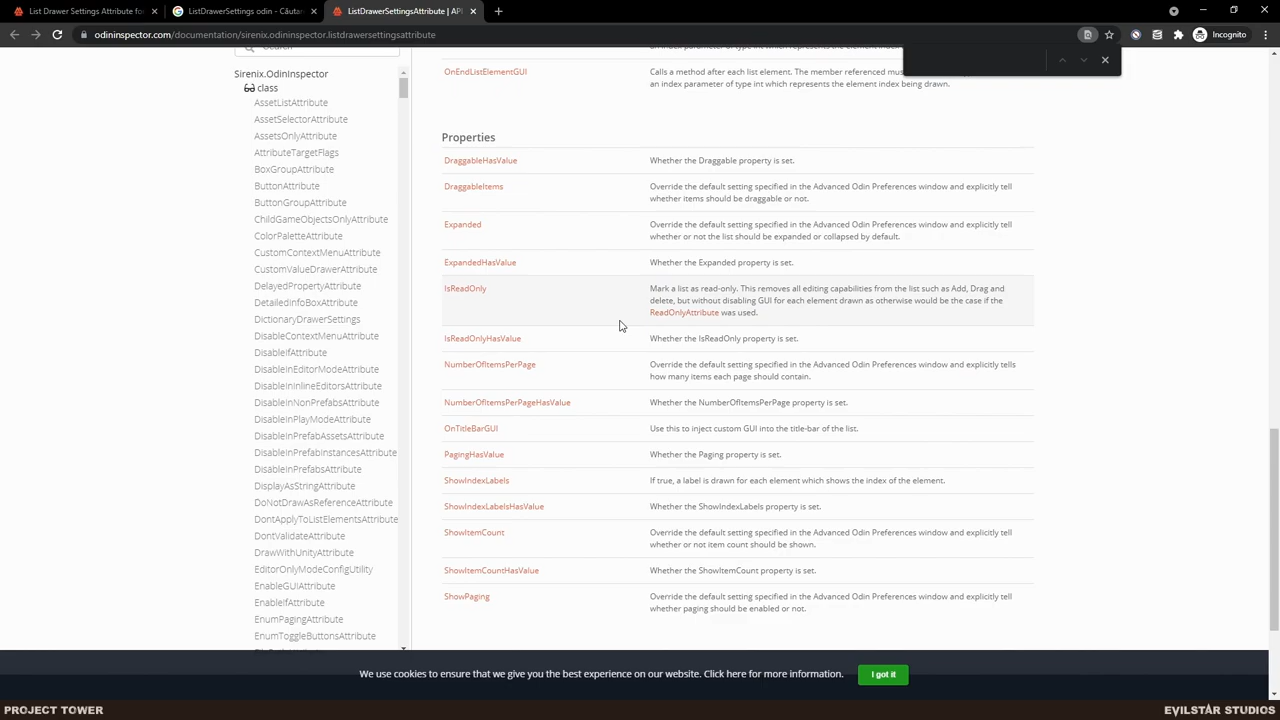 List Drawer Settings Attribute for
ListDrawerSettings odin - Căutare
ListDrawerSettingsAttribute | API
odininspector.com/documentation/sirenix.odininspector.listdrawersettingsattribute
Incognito
Sirenix.OdinInspector
class
AssetListAttribute
AssetSelectorAttribute
AssetsOnlyAttribute
AttributeTargetFlags
BoxGroupAttribute
ButtonAttribute
ButtonGroupAttribute
ChildGameObjectsOnlyAttribute
ColorPaletteAttribute
CustomContextMenuAttribute
CustomValueDrawerAttribute
DelayedPropertyAttribute
DetailedInfoBoxAttribute
DictionaryDrawerSettings
DisableContextMenuAttribute
DisableIfAttribute
DisableInEditorModeAttribute
DisableInInlineEditorsAttribute
DisableInNonPrefabsAttribute
DisableInPlayModeAttribute
DisableInPrefabAssetsAttribute
DisableInPrefabInstancesAttribute
DisableInPrefabsAttribute
DisplayAsStringAttribute
DoNotDrawAsReferenceAttribute
DontApplyToListElementsAttribute
DontValidateAttribute
DrawWithUnityAttribute
EditorOnlyModeConfigUtility
EnableGUIAttribute
EnableIfAttribute
EnumPagingAttribute
EnumToggleButtonsAttribute
OnEndListElementGUI
Calls a method after each list element. The member referenced mus
an index parameter of type int which represents the element index being drawn.
Properties
DraggableHasValue
Whether the Draggable property is set.
DraggableItems
Override the default setting specified in the Advanced Odin Preferences window and explicitly tell
whether items should be draggable or not.
Expanded
Override the default setting specified in the Advanced Odin Preferences window and explicitly tell
whether or not the list should be expanded or collapsed by default.
ExpandedHasValue
Whether the Expanded property is set.
IsReadOnly
Mark a list as read-only. This removes all editing capabilities from the list such as Add, Drag and
delete, but without disabling GUI for each element drawn as otherwise would be the case if the
ReadOnlyAttribute was used.
IsReadOnlyHasValue
Whether the IsReadOnly property is set.
NumberOfItemsPerPage
Override the default setting specified in the Advanced Odin Preferences window and explicitly tells
how many items each page should contain.
NumberOfItemsPerPageHasValue
Whether the NumberOfItemsPerPage property is set.
OnTitleBarGUI
Use this to inject custom GUI into the title-bar of the list.
PagingHasValue
Whether the Paging property is set.
ShowIndexLabels
If true, a label is drawn for each element which shows the index of the element.
ShowIndexLabelsHasValue
Whether the ShowIndexLabels property is set.
ShowItemCount
Override the default setting specified in the Advanced Odin Preferences window and explicitly tell
whether or not item count should be shown.
ShowItemCountHasValue
Whether the ShowItemCount property is set.
ShowPaging
Override the default setting specified in the Advanced Odin Preferences window and explicitly tell
whether paging should be enabled or not.
We use cookies to ensure that we give you the best experience on our website. Click here for more information.
I got it
PROJECT TOWER
EVILSTAR STUDIOS